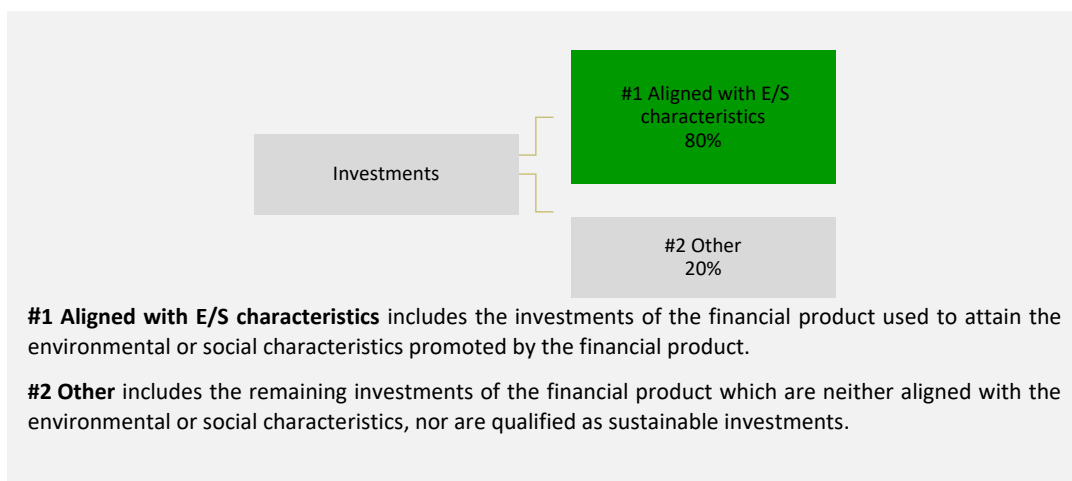 #1 Aligned with E/S
characteristics
80%
Investments
#2 Other
20%
#1 Aligned with E/S characteristics includes the investments of the financial product used to attain the
environmental or social characteristics promoted by the financial product.
#2 Other includes the remaining investments of the financial product which are neither aligned with the
environmental or social characteristics, nor are qualified as sustainable investments.